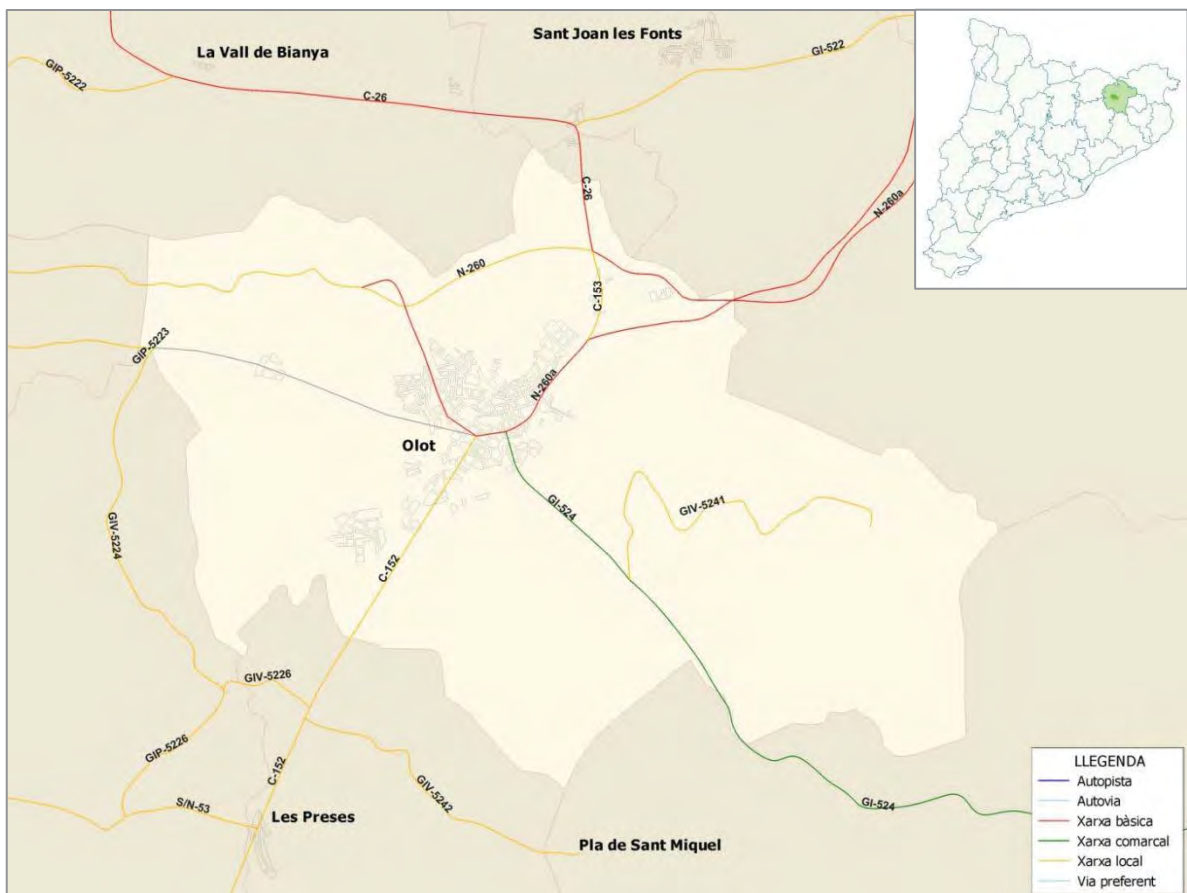 La Vall de Bianya
Sant Joan les Fonts
GI-522
GIP-5222
C-26
C-26
N-260a
N-260
C-153
GIP-5223
N-260a
Olot
GI-524
GIV-5241
GIV-5224
C-152
GIV-5226
GIP-5226
C-152
GIV-5242
S/N-53
Les Preses
Pla de Sant Miquel
GI-524
LLEGENDA
Autopista
Autovia
Xarxa bàsica
Xarxa comarcal
Xarxa local
Via preferent